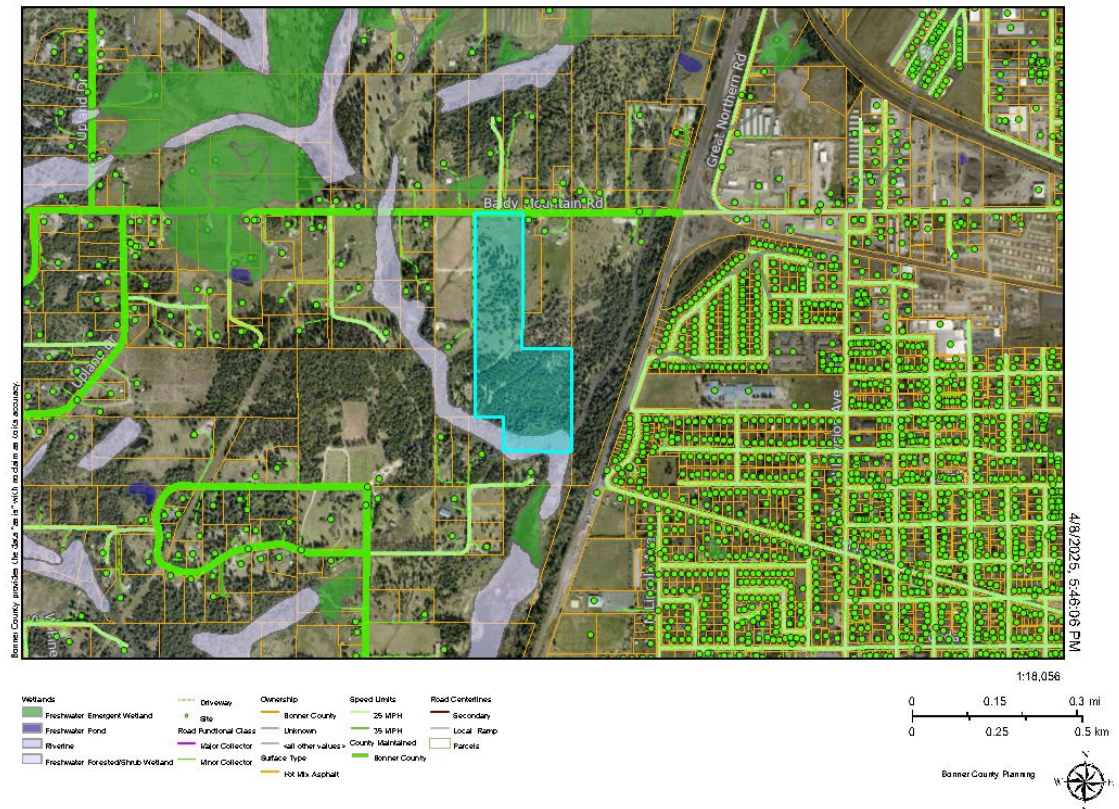 Upland Dr
Great Northern Rd
Baldy Mountain Rd
Upland Dr
N Division Ave
Bonner County provides the data "as is" with no claim as to its accuracy.
4/8/2025, 5:46:06 PM
1:18,056
Wetlands
Freshwater Emergent Wetland
Freshwater Pond
Riverine
Freshwater Forested/Shrub Wetland
Driveway
Site
Road Functional Class
Major Collector
Minor Collector
Ownership
Bonner County
Unknown
<all other values>
Surface Type
Hot Mix Asphalt
Speed Limits
25 MPH
35 MPH
County Maintained
Bonner County
Road Centerlines
Secondary
Local Ramp
Parcels
0 0.15 0.3 mi
0 0.25 0.5 km
Bonner County Planning
N
W E